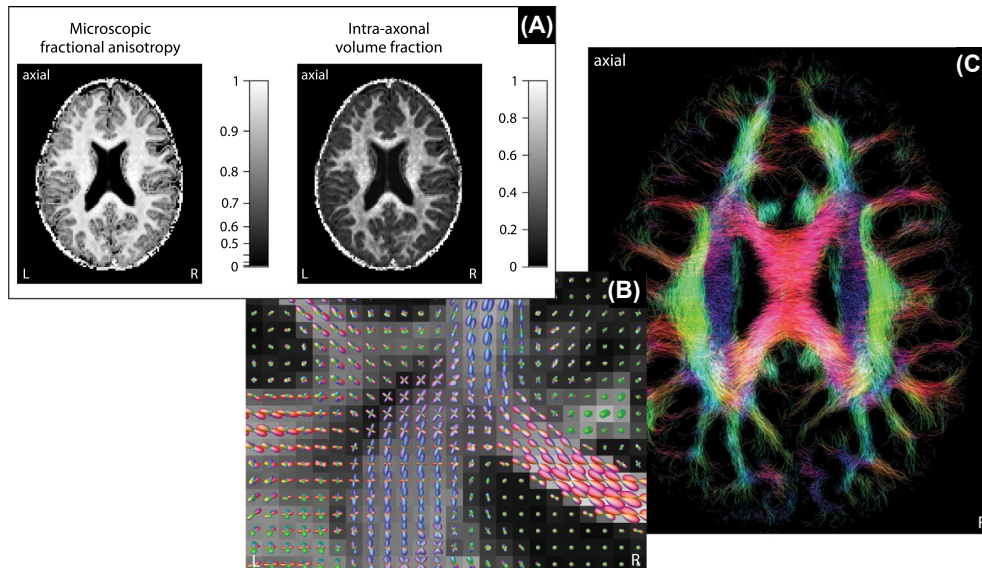 Microscopic
fractional anisotropy
Intra-axonal
volume fraction
(A)
axial
1
0.9
0.8
0.7
0.6
0.5
0
L
R
axial
1
0.8
0.6
0.4
0.2
0
L
R
(B)
L
R
axial
(C)
R